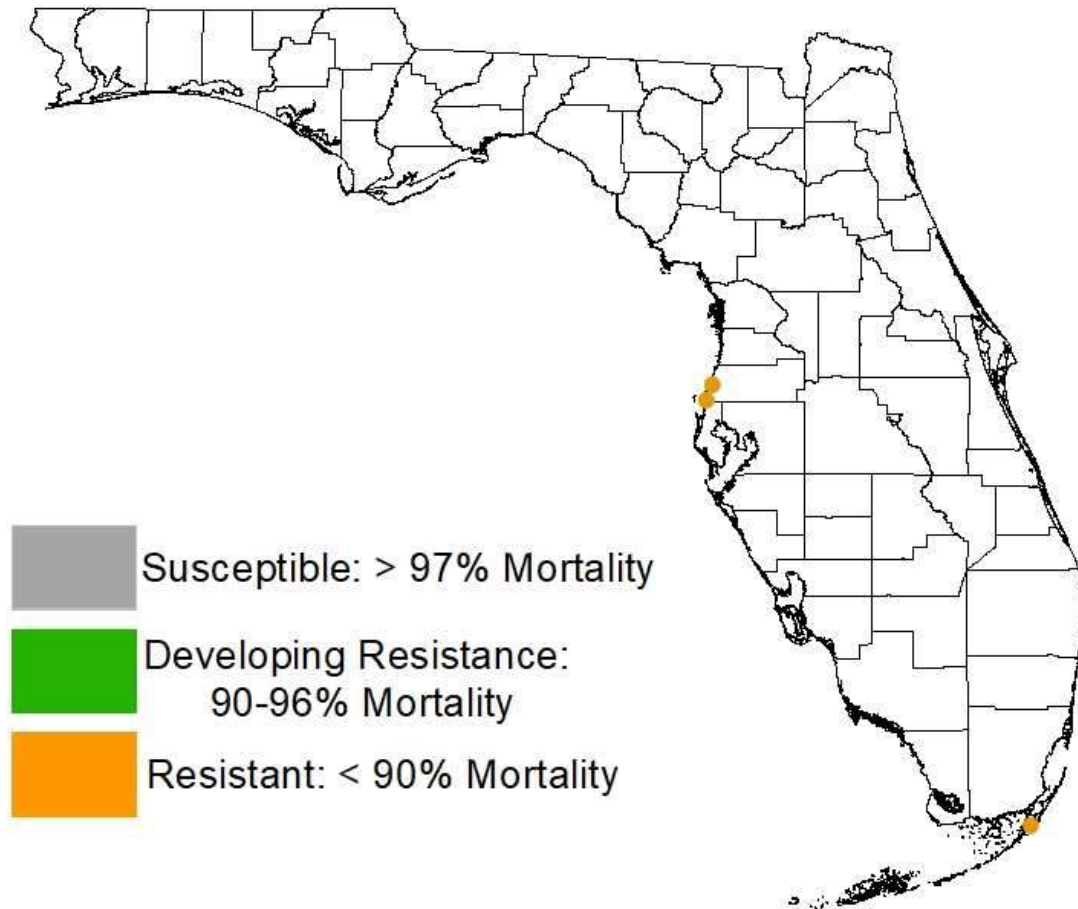 Susceptible: > 97% Mortality
Developing Resistance:
90-96% Mortality
Resistant: < 90% Mortality